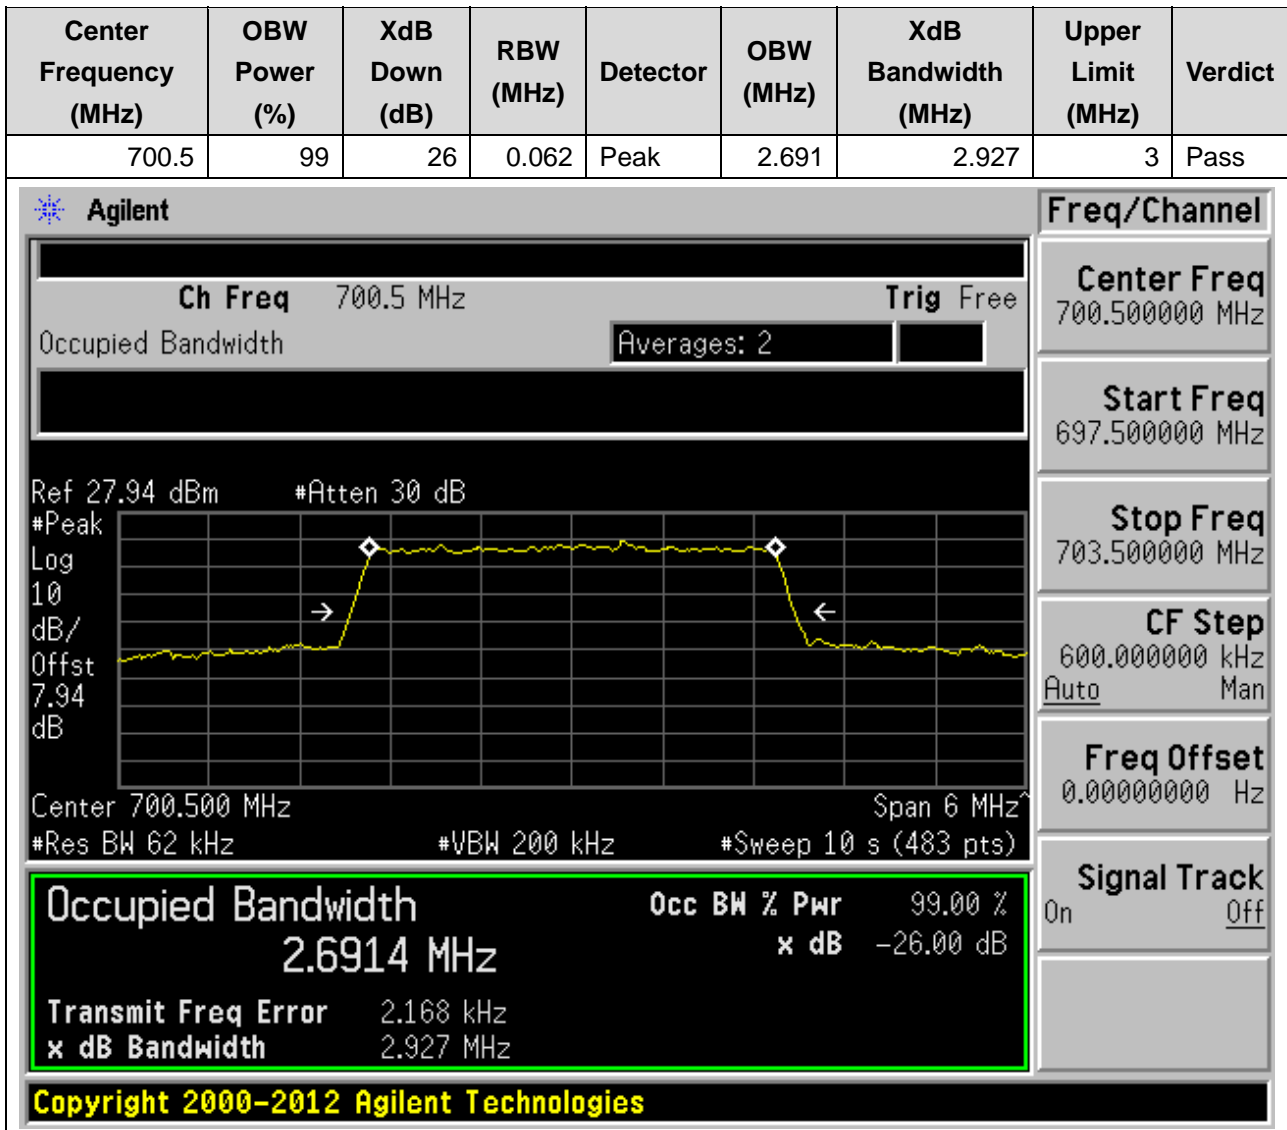 Center Frequency (MHz) OBW Power (%) XdB Down (dB) RBW (MHz) Detector OBW (MHz) XdB Bandwidth (MHz) Upper Limit (MHz) Verdict
700.5 99 26 0.062 Peak 2.691 2.927 3 Pass
Agilent
Freq/Channel
Ch Freq 700.5 MHz Trig Free
Occupied Bandwidth Averages: 2
Center Freq
700.500000 MHz
Start Freq
697.500000 MHz
Stop Freq
703.500000 MHz
CF Step
600.000000 kHz
Auto Man
Freq Offset
0.00000000 Hz
Signal Track
On Off
Ref 27.94 dBm #Atten 30 dB
#Peak
Log
10
dB/
Offst
7.94
dB
Center 700.500 MHz Span 6 MHz^
#Res BW 62 kHz #VBW 200 kHz #Sweep 10 s (483 pts)
Occupied Bandwidth Occ BW % Pwr 99.00 %
2.6914 MHz x dB -26.00 dB
Transmit Freq Error 2.168 kHz
x dB Bandwidth 2.927 MHz
Copyright 2000-2012 Agilent Technologies